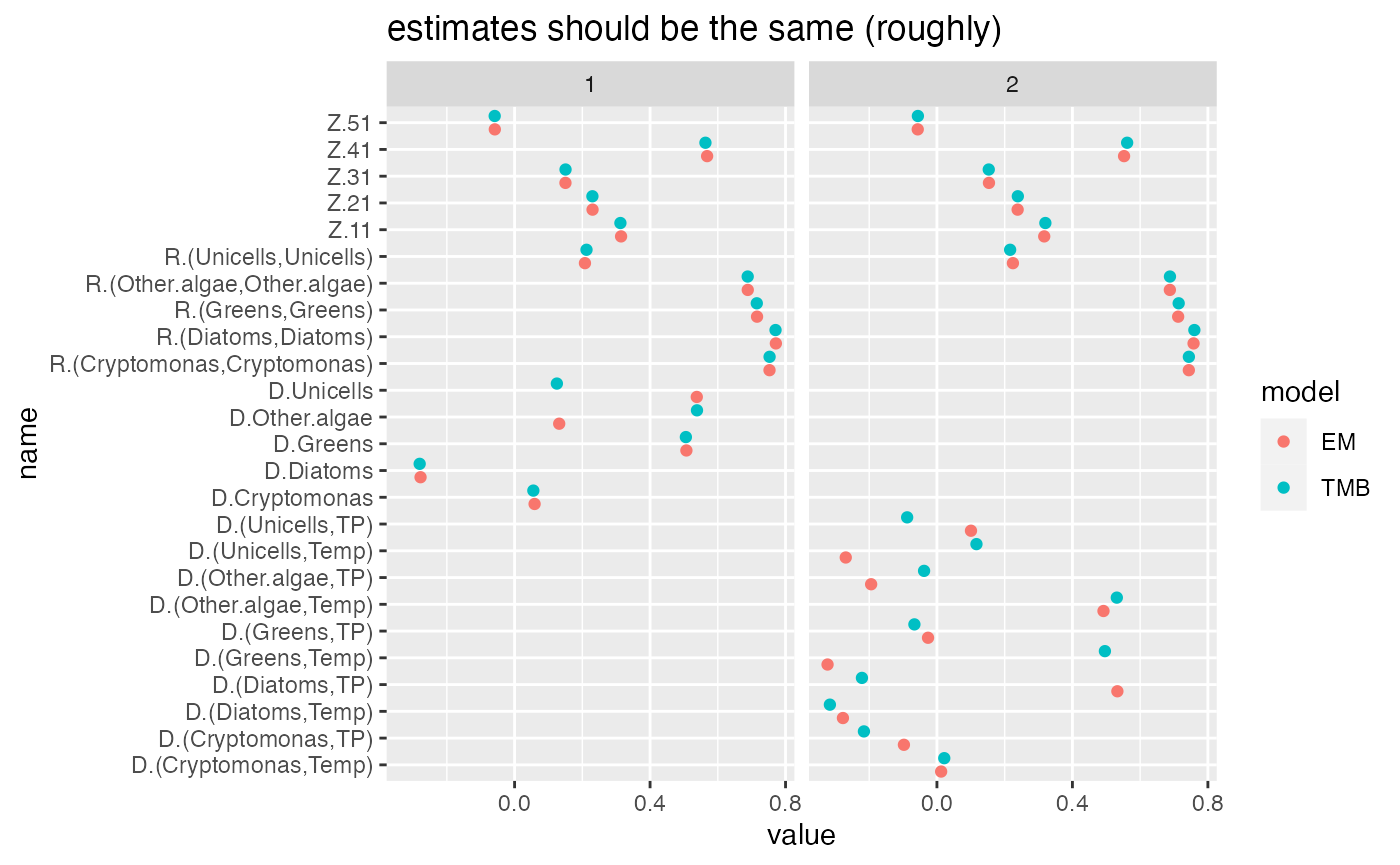 estimates should be the same (roughly)
1 2
Z.51
Z.41
Z.31
Z.21
Z.11
R.(Unicells,Unicells)
R.(Other.algae,Other.algae)
R.(Greens,Greens)
R.(Diatoms,Diatoms)
R.(Cryptomonas,Cryptomonas)
D.Unicells
D.Other.algae
D.Greens
D.Diatoms
D.Cryptomonas
D.(Unicells,TP)
D.(Unicells,Temp)
D.(Other.algae,TP)
D.(Other.algae,Temp)
D.(Greens,TP)
D.(Greens,Temp)
D.(Diatoms,TP)
D.(Diatoms,Temp)
D.(Cryptomonas,TP)
D.(Cryptomonas,Temp)
name
0.0 0.4 0.8 0.0 0.4 0.8
value
model
EM
TMB